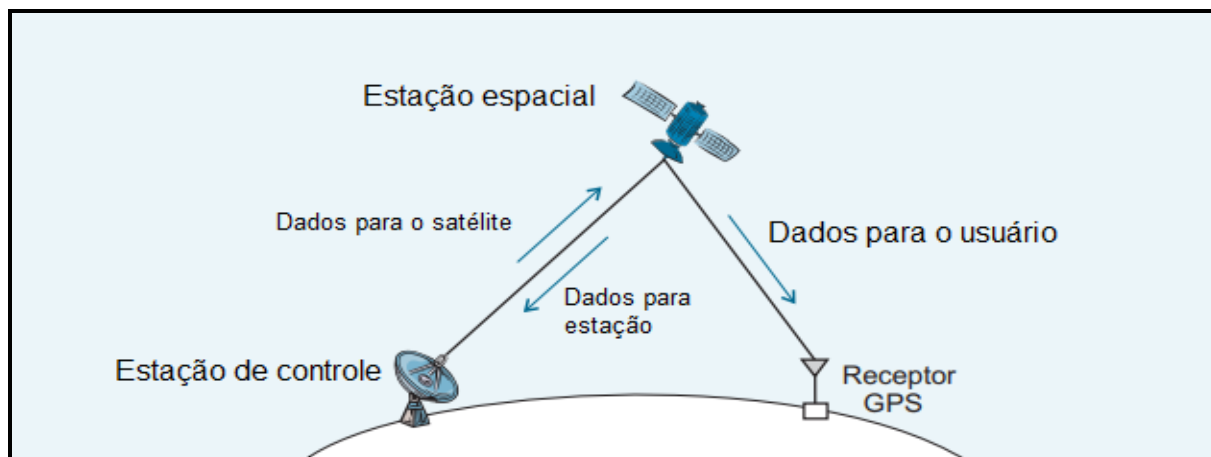 Estação espacial
Dados para o satélite
Dados para o usuário
Dados para
estação
Estação de controle
Receptor
GPS